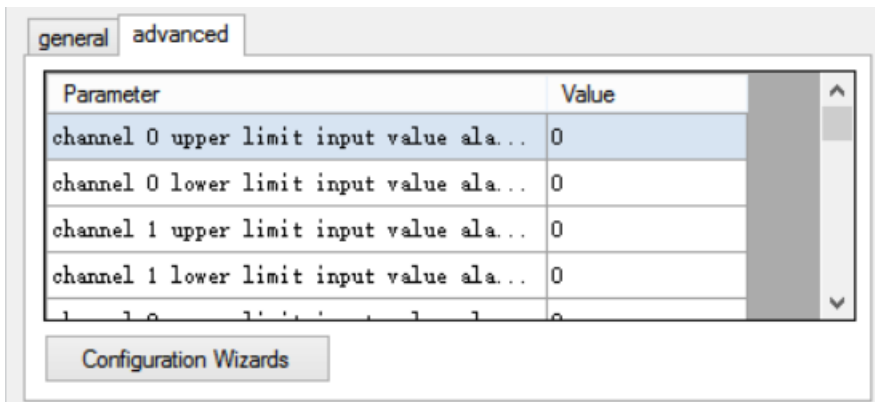 general advanced
Parameter Value
channel 0 upper limit input value ala... 0
channel 0 lower limit input value ala... 0
channel 1 upper limit input value ala... 0
channel 1 lower limit input value ala... 0
Configuration Wizards